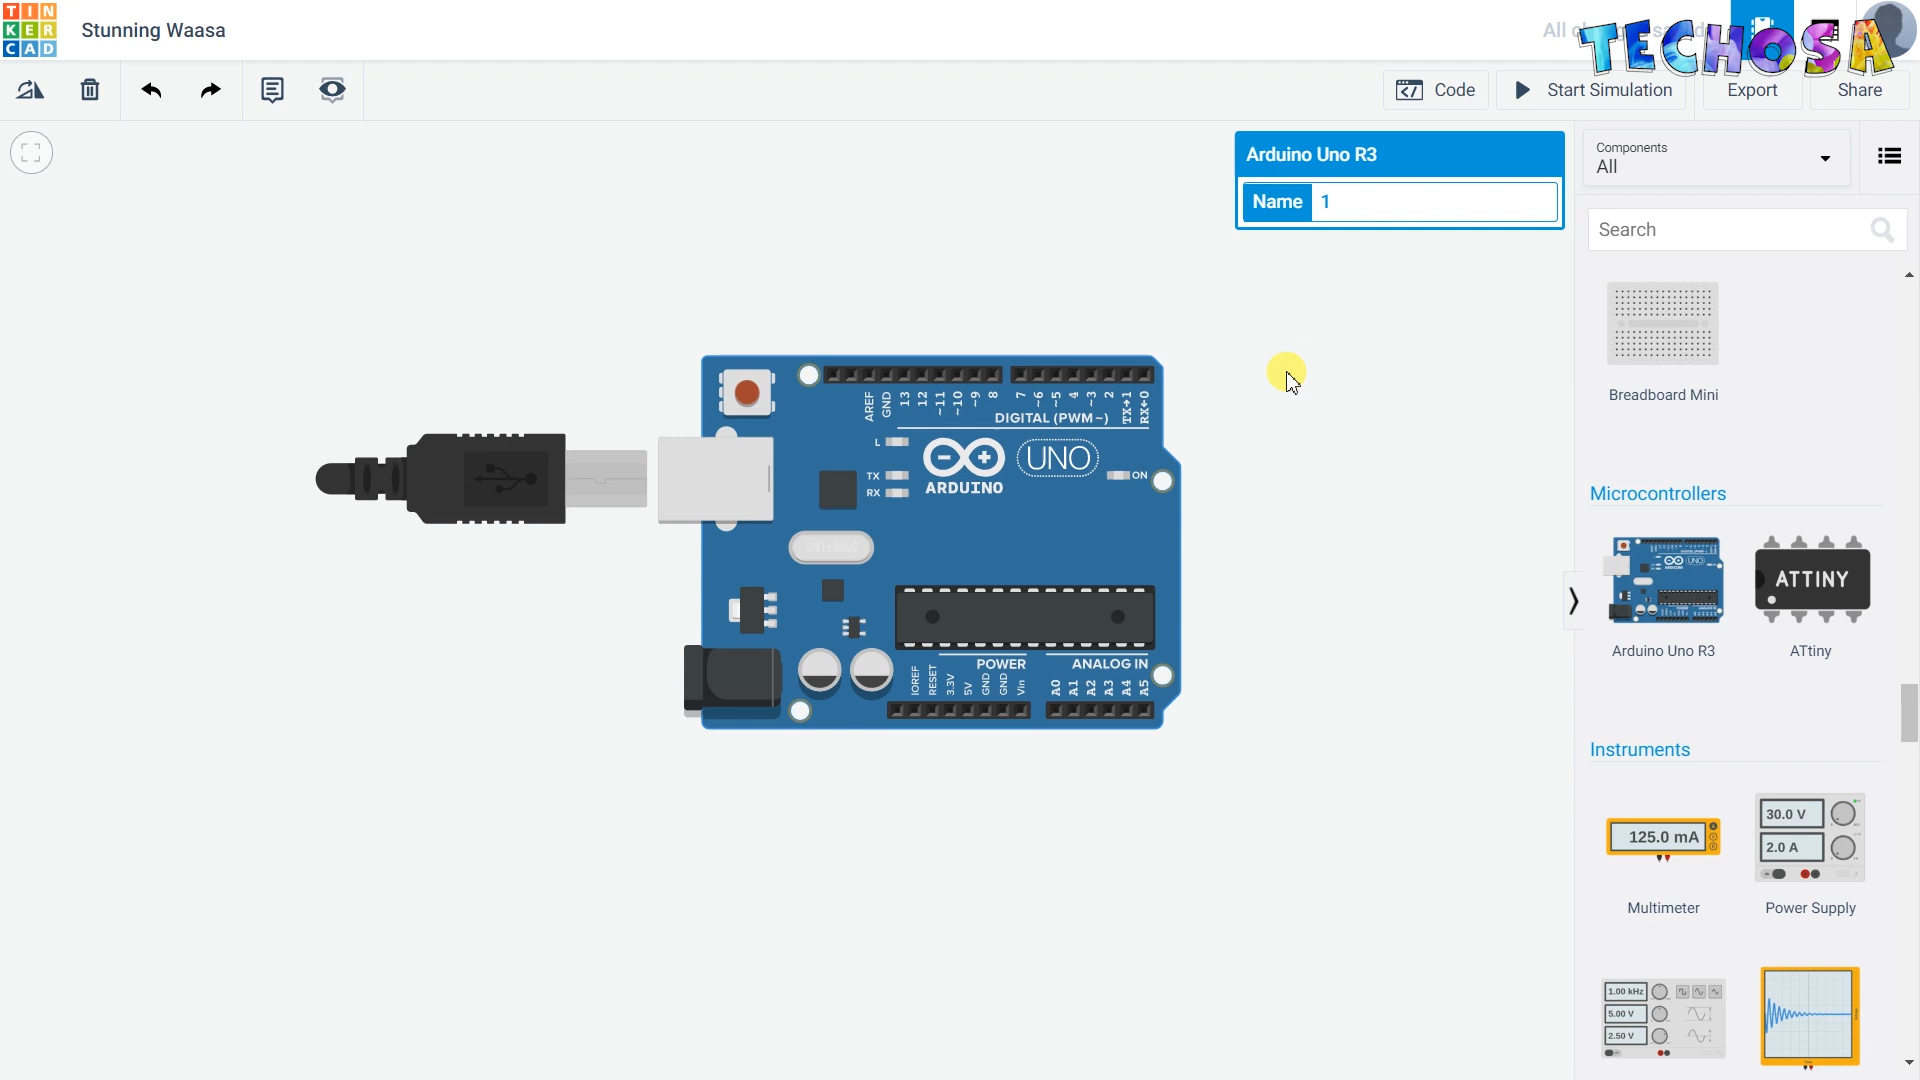 TIN
KER
CAD
Stunning Waasa
All
TECHOSA
Code
Start Simulation
Export
Share
Arduino Uno R3
Name 1
Components
All
Search
Breadboard Mini
Microcontrollers
Arduino Uno R3
ATTINY
ATtiny
Instruments
125.0 mA
Multimeter
30.0 V
2.0 A
Power Supply
1.00 kHz
5.00 V
2.50 V
AREF
GND
13
12
~11
~10
~9
8
7
~6
~5
4
~3
2
TX→1
RX←0
DIGITAL (PWM~)
L
TX
RX
ARDUINO
UNO
ON
POWER
ANALOG IN
IOREF
RESET
3.3V
5V
GND
GND
Vin
A0
A1
A2
A3
A4
A5